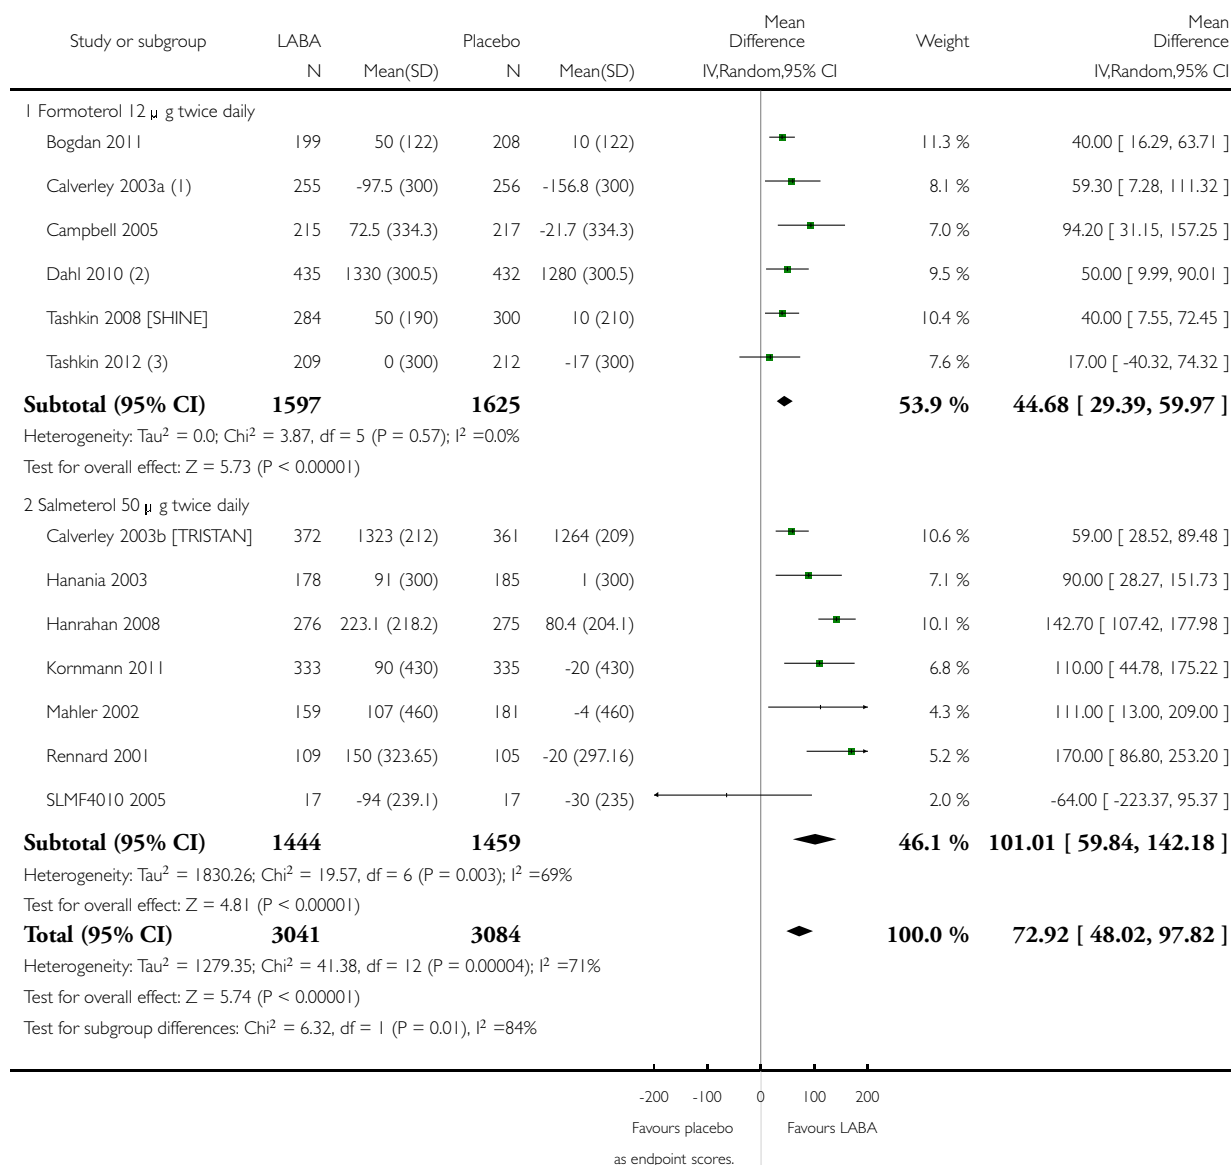 Study or subgroup LABA Placebo Mean Difference Weight Mean Difference
N Mean(SD) N Mean(SD) IV,Random,95% CI IV,Random,95% CI
1 Formoterol 12 μ g twice daily
Bogdan 2011 199 50 (122) 208 10 (122) 11.3 % 40.00 [ 16.29, 63.71 ]
Calverley 2003a (1) 255 -97.5 (300) 256 -156.8 (300) 8.1 % 59.30 [ 7.28, 111.32 ]
Campbell 2005 215 72.5 (334.3) 217 -21.7 (334.3) 7.0 % 94.20 [ 31.15, 157.25 ]
Dahl 2010 (2) 435 1330 (300.5) 432 1280 (300.5) 9.5 % 50.00 [ 9.99, 90.01 ]
Tashkin 2008 [SHINE] 284 50 (190) 300 10 (210) 10.4 % 40.00 [ 7.55, 72.45 ]
Tashkin 2012 (3) 209 0 (300) 212 -17 (300) 7.6 % 17.00 [ -40.32, 74.32 ]
Subtotal (95% CI) 1597 1625 53.9 % 44.68 [ 29.39, 59.97 ]
Heterogeneity: Tau² = 0.0; Chi² = 3.87, df = 5 (P = 0.57); I² =0.0%
Test for overall effect: Z = 5.73 (P < 0.00001)
2 Salmeterol 50 μ g twice daily
Calverley 2003b [TRISTAN] 372 1323 (212) 361 1264 (209) 10.6 % 59.00 [ 28.52, 89.48 ]
Hanania 2003 178 91 (300) 185 1 (300) 7.1 % 90.00 [ 28.27, 151.73 ]
Hanrahan 2008 276 223.1 (218.2) 275 80.4 (204.1) 10.1 % 142.70 [ 107.42, 177.98 ]
Kornmann 2011 333 90 (430) 335 -20 (430) 6.8 % 110.00 [ 44.78, 175.22 ]
Mahler 2002 159 107 (460) 181 -4 (460) 4.3 % 111.00 [ 13.00, 209.00 ]
Rennard 2001 109 150 (323.65) 105 -20 (297.16) 5.2 % 170.00 [ 86.80, 253.20 ]
SLMF4010 2005 17 -94 (239.1) 17 -30 (235) 2.0 % -64.00 [ -223.37, 95.37 ]
Subtotal (95% CI) 1444 1459 46.1 % 101.01 [ 59.84, 142.18 ]
Heterogeneity: Tau² = 1830.26; Chi² = 19.57, df = 6 (P = 0.003); I² =69%
Test for overall effect: Z = 4.81 (P < 0.00001)
Total (95% CI) 3041 3084 100.0 % 72.92 [ 48.02, 97.82 ]
Heterogeneity: Tau² = 1279.35; Chi² = 41.38, df = 12 (P = 0.00004); I² =71%
Test for overall effect: Z = 5.74 (P < 0.00001)
Test for subgroup differences: Chi² = 6.32, df = 1 (P = 0.01), I² =84%
-200 -100 0 100 200
Favours placebo Favours LABA
as endpoint scores.